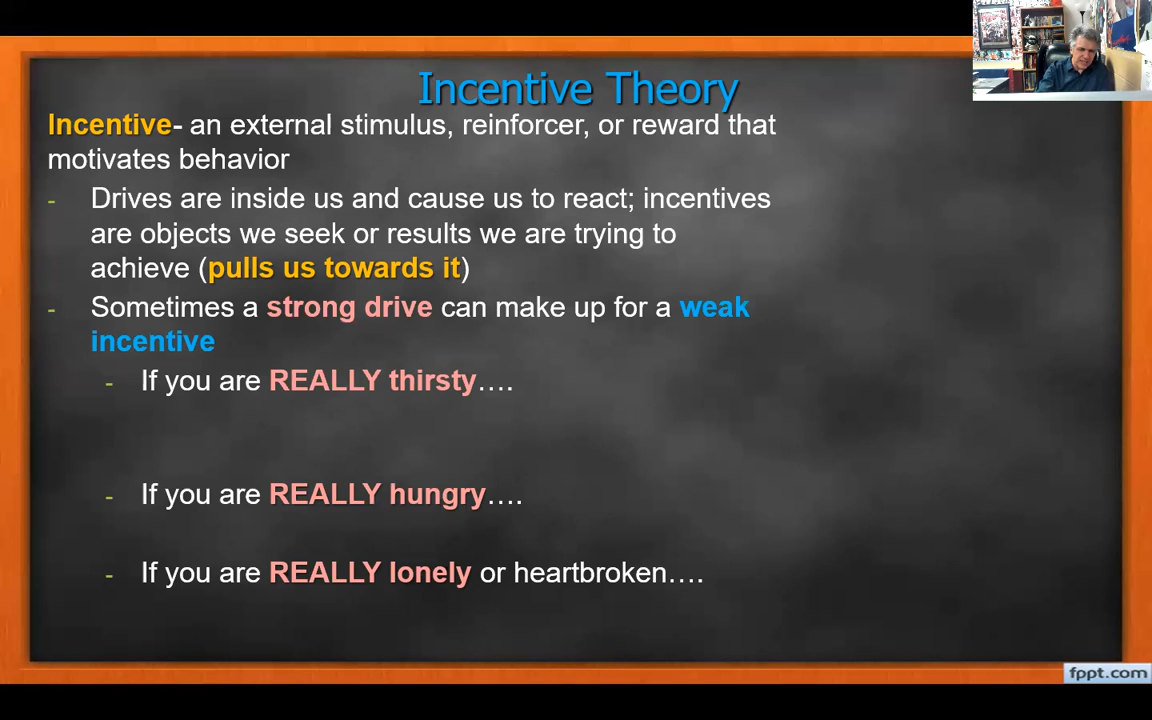 Incentive Theory
Incentive- an external stimulus, reinforcer, or reward that
motivates behavior
- Drives are inside us and cause us to react; incentives
are objects we seek or results we are trying to
achieve (pulls us towards it)
- Sometimes a strong drive can make up for a weak
incentive
- If you are REALLY thirsty….
- If you are REALLY hungry….
- If you are REALLY lonely or heartbroken….
fppt.com